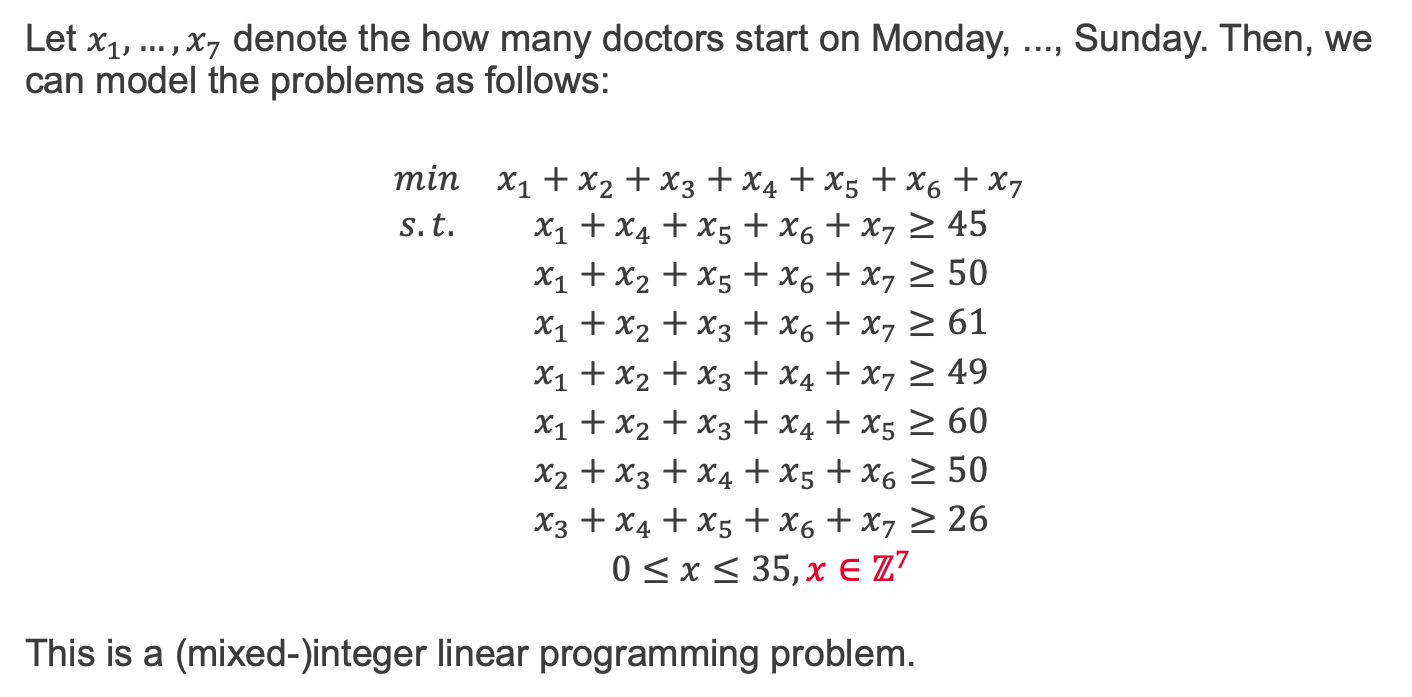 Let x₁, ... , x₇ denote the how many doctors start on Monday, ..., Sunday. Then, we
can model the problems as follows:
min x₁ + x₂ + x₃ + x₄ + x₅ + x₆ + x₇
s. t. x₁ + x₄ + x₅ + x₆ + x₇ ≥ 45
x₁ + x₂ + x₅ + x₆ + x₇ ≥ 50
x₁ + x₂ + x₃ + x₆ + x₇ ≥ 61
x₁ + x₂ + x₃ + x₄ + x₇ ≥ 49
x₁ + x₂ + x₃ + x₄ + x₅ ≥ 60
x₂ + x₃ + x₄ + x₅ + x₆ ≥ 50
x₃ + x₄ + x₅ + x₆ + x₇ ≥ 26
0 ≤ x ≤ 35, x ∈ ℤ⁷
This is a (mixed-)integer linear programming problem.